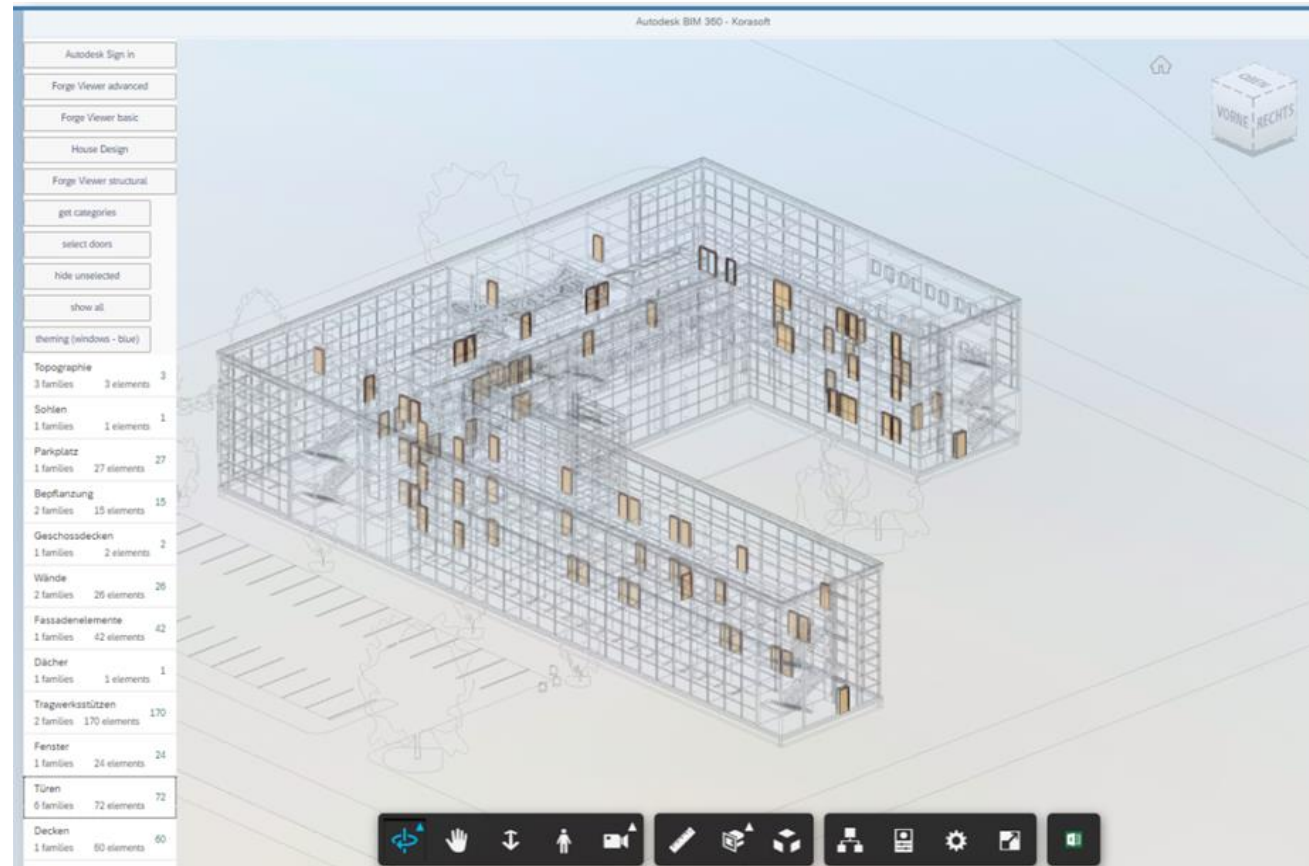 Autodesk BIM 360 - Korasoft
Autodesk Sign in
Forge Viewer advanced
Forge Viewer basic
House Design
Forge Viewer structural
get categories
select doors
hide unselected
show all
theming (windows - blue)
Topographie
3 families 3 elements 3
Sohlen
1 families 1 elements 1
Parkplatz
1 families 27 elements 27
Bepflanzung
2 families 15 elements 15
Geschossdecken
1 families 2 elements 2
Wände
2 families 26 elements 26
Fassadenelemente
1 families 42 elements 42
Dächer
1 families 1 elements 1
Tragwerksstützen
2 families 170 elements 170
Fenster
1 families 24 elements 24
Türen
6 families 72 elements 72
Decken
1 families 60 elements 60
OBEN
VORNE RECHTS